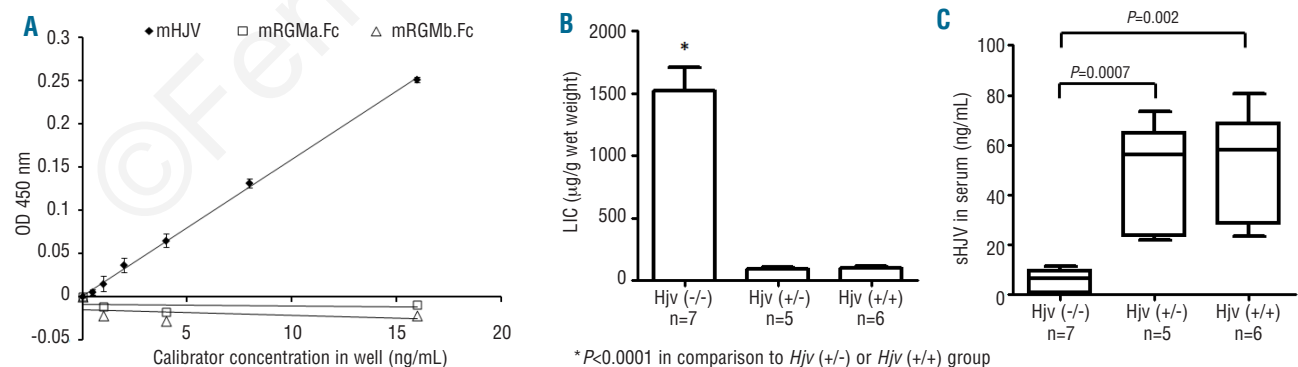 A
◆mHJV □ mRGMa.Fc △ mRGMb.Fc
0.3
0.25
0.2
0.15
0.1
0.05
0
-0.05
5 10 15 20
OD 450 nm
Calibrator concentration in well (ng/mL)
©Fer
B
2000
1500
1000
500
0
*
LIC (µg/g wet weight)
Hjv (-/-) Hjv (+/-) Hjv (+/+)
n=7 n=5 n=6
*P<0.0001 in comparison to Hjv (+/-) or Hjv (+/+) group
C
P=0.002
P=0.0007
100
80
60
40
20
0
sHJV in serum (ng/mL)
Hjv (-/-) Hjv (+/-) Hjv (+/+)
n=7 n=5 n=6